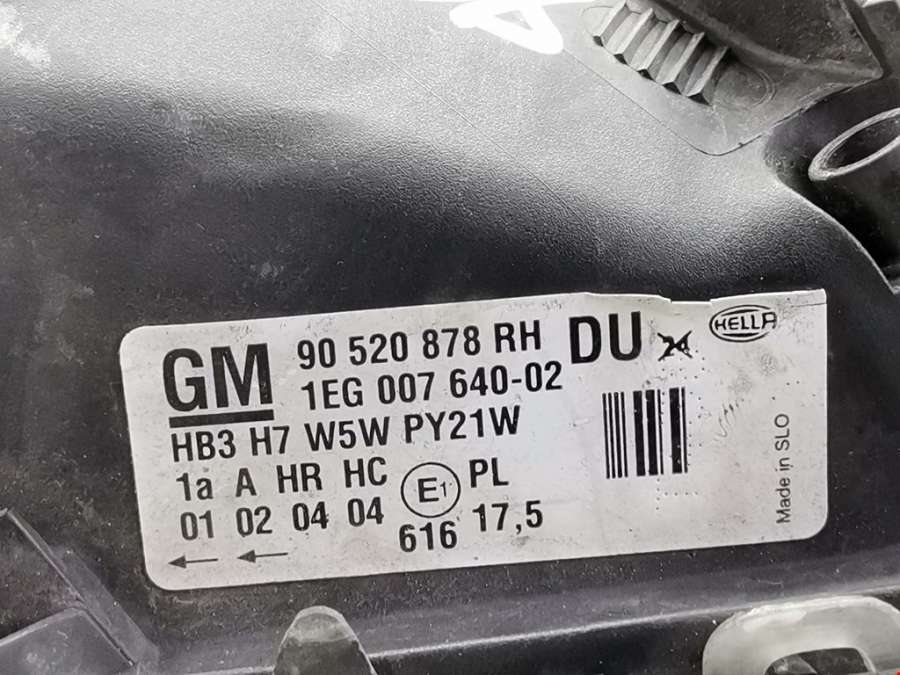 GM
90 520 878 RH DU
HELLA
1EG 007 640-02
HB3 H7 W5W PY21W
1a A HR HC E1 PL
01 02 04 04 616 17,5
Made in SLO